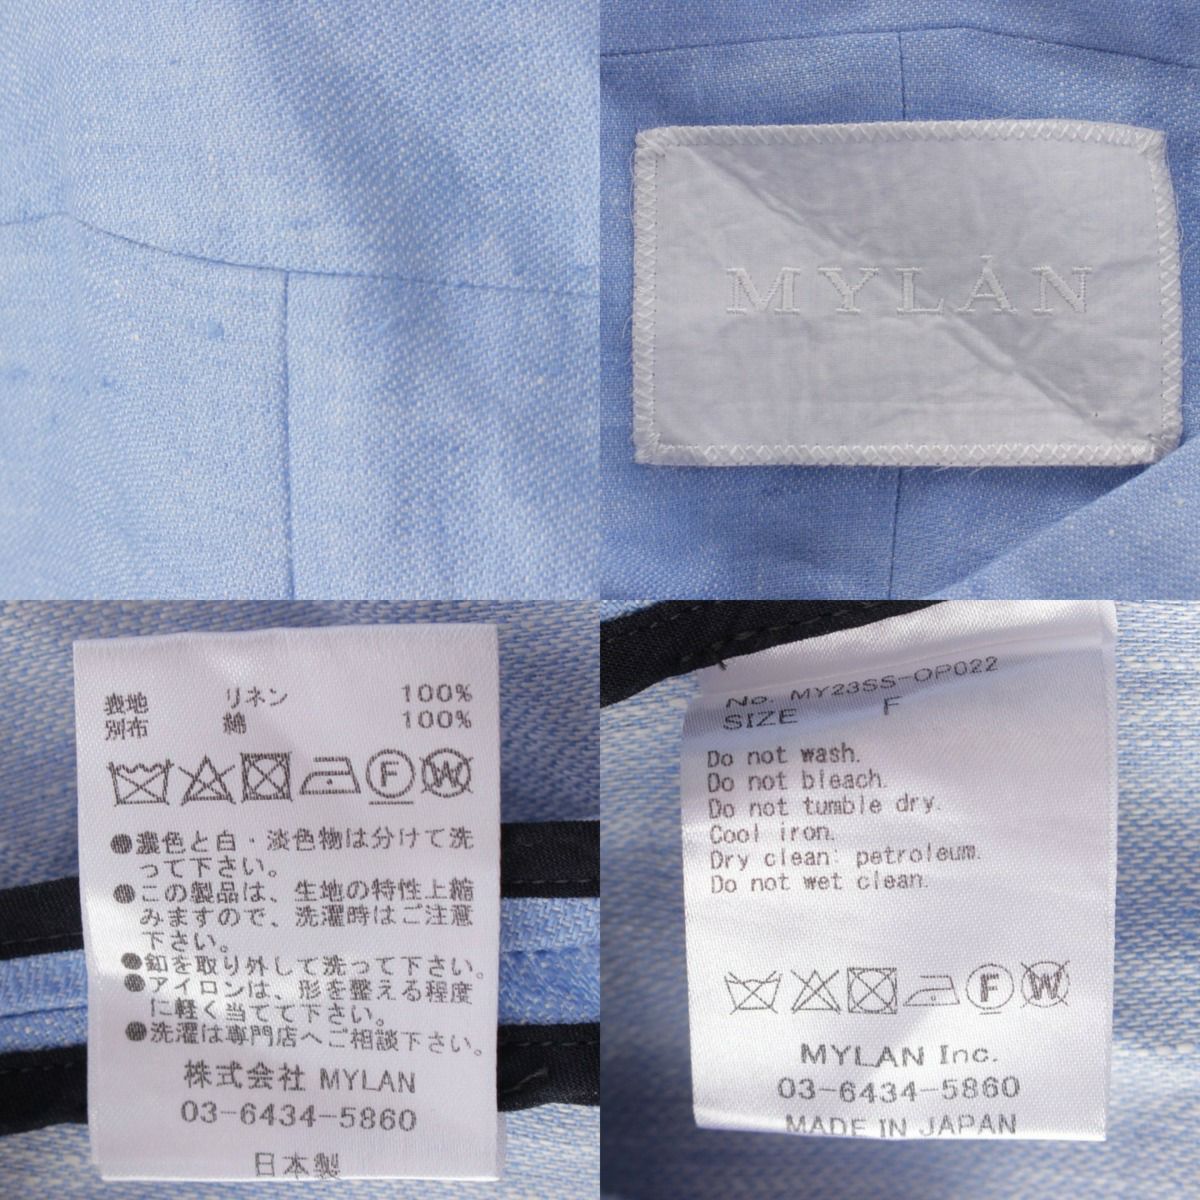 MYLAN
表地 リネン 100%
別布 綿 100%
F W
●濃色と白・淡色物は分けて洗
って下さい。
●この製品は、生地の特性上縮
みますので、洗濯時はご注意
下さい。
●釦を取り外して洗って下さい。
●アイロンは、形を整える程度
に軽く当てて下さい。
●洗濯は専門店へご相談下さい。
株式会社 MYLAN
03-6434-5860
日本製
No. MY23SS-OP022
SIZE F
Do not wash.
Do not bleach.
Do not tumble dry.
Cool iron.
Dry clean: petroleum.
Do not wet clean.
F W
MYLAN Inc.
03-6434-5860
MADE IN JAPAN